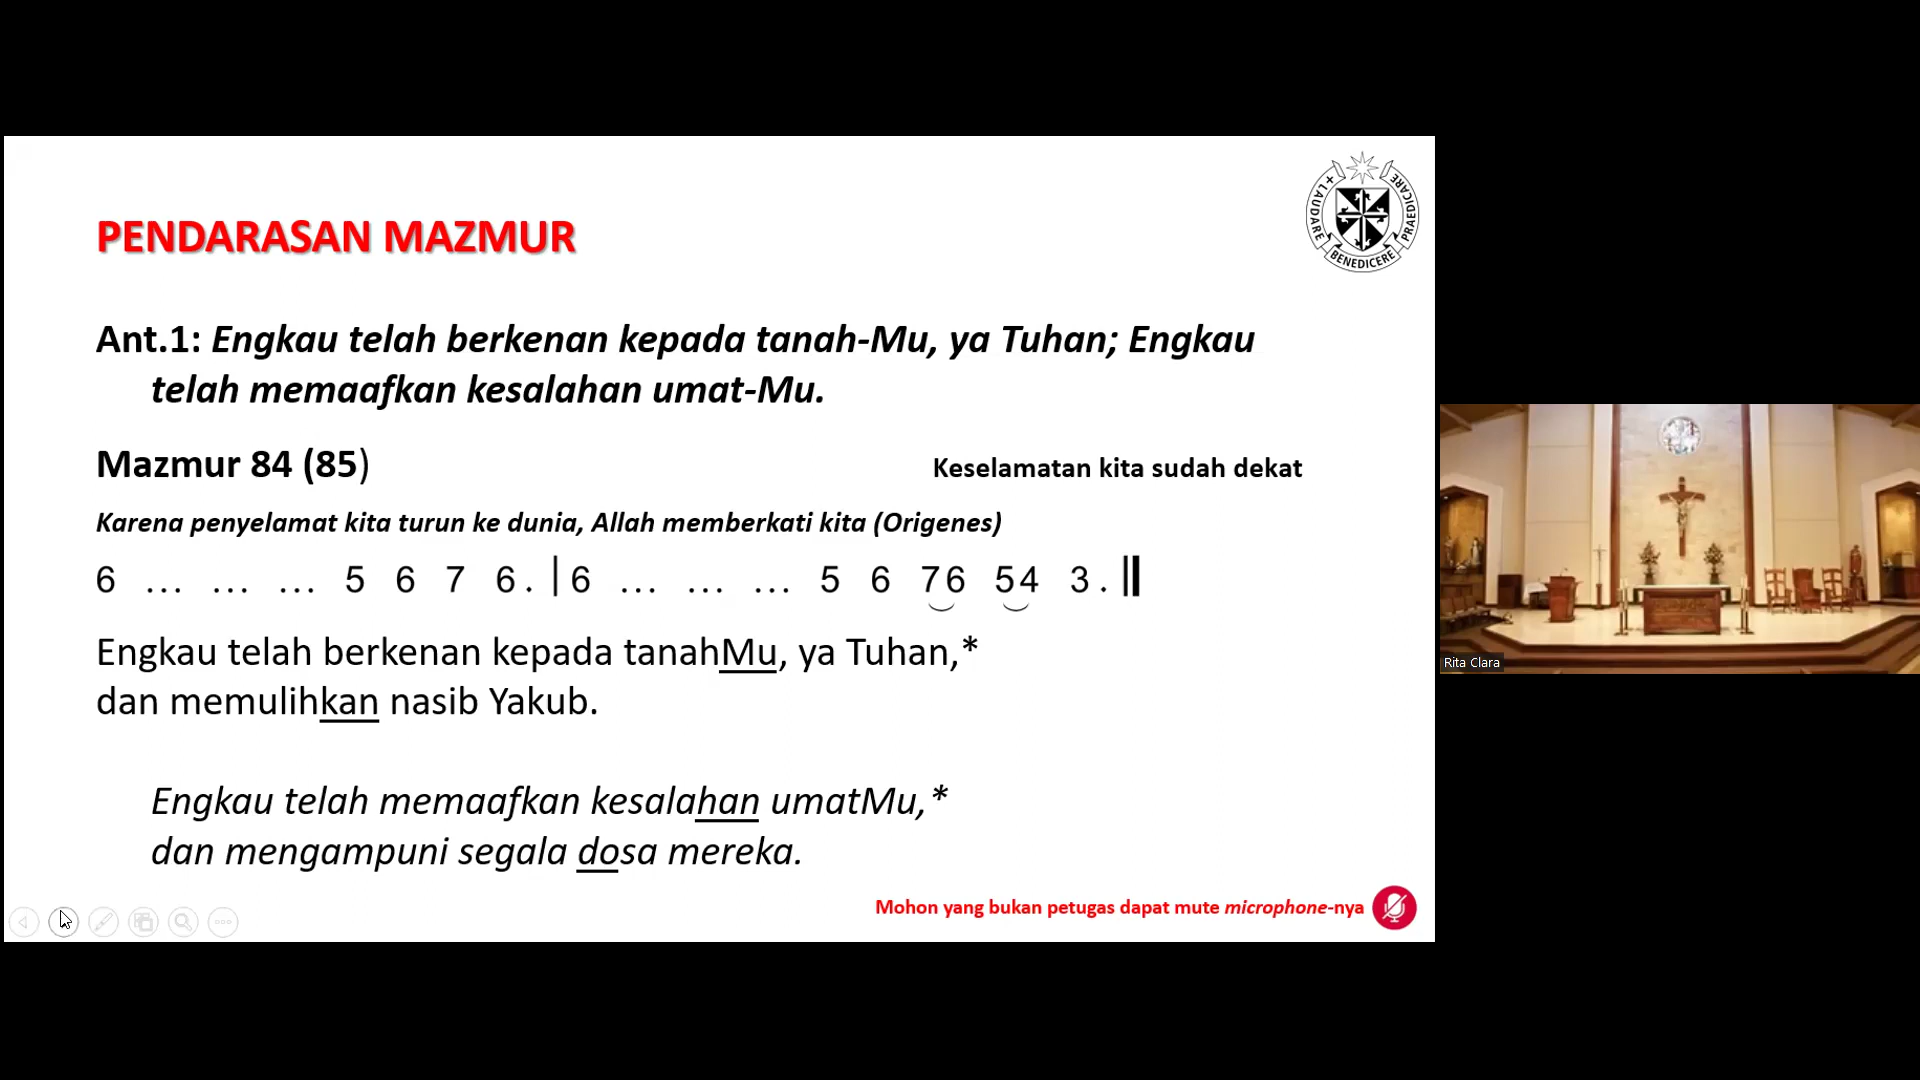 PENDARASAN MAZMUR
+ LAUDARE
BENEDICERE
PRAEDICARE
Ant.1: Engkau telah berkenan kepada tanah-Mu, ya Tuhan; Engkau
telah memaafkan kesalahan umat-Mu.
Mazmur 84 (85)
Keselamatan kita sudah dekat
Karena penyelamat kita turun ke dunia, Allah memberkati kita (Origenes)
6 ... ... ... 5 6 7 6 . | 6 ... ... ... 5 6 76 54 3 . ||
Engkau telah berkenan kepada tanahMu, ya Tuhan,*
dan memulihkan nasib Yakub.
Engkau telah memaafkan kesalahan umatMu,*
dan mengampuni segala dosa mereka.
Mohon yang bukan petugas dapat mute microphone-nya
Rita Clara